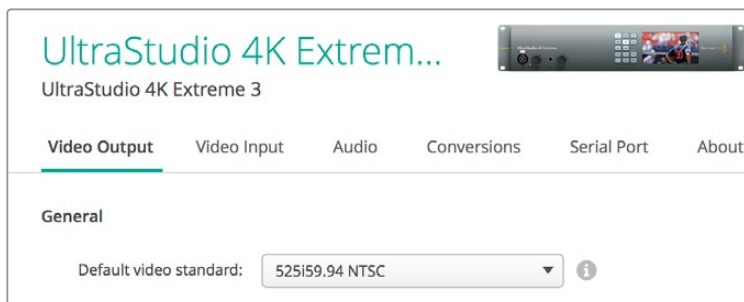 UltraStudio 4K Extrem...
UltraStudio 4K Extreme 3
Video Output Video Input Audio Conversions Serial Port About
General
Default video standard: 525i59.94 NTSC